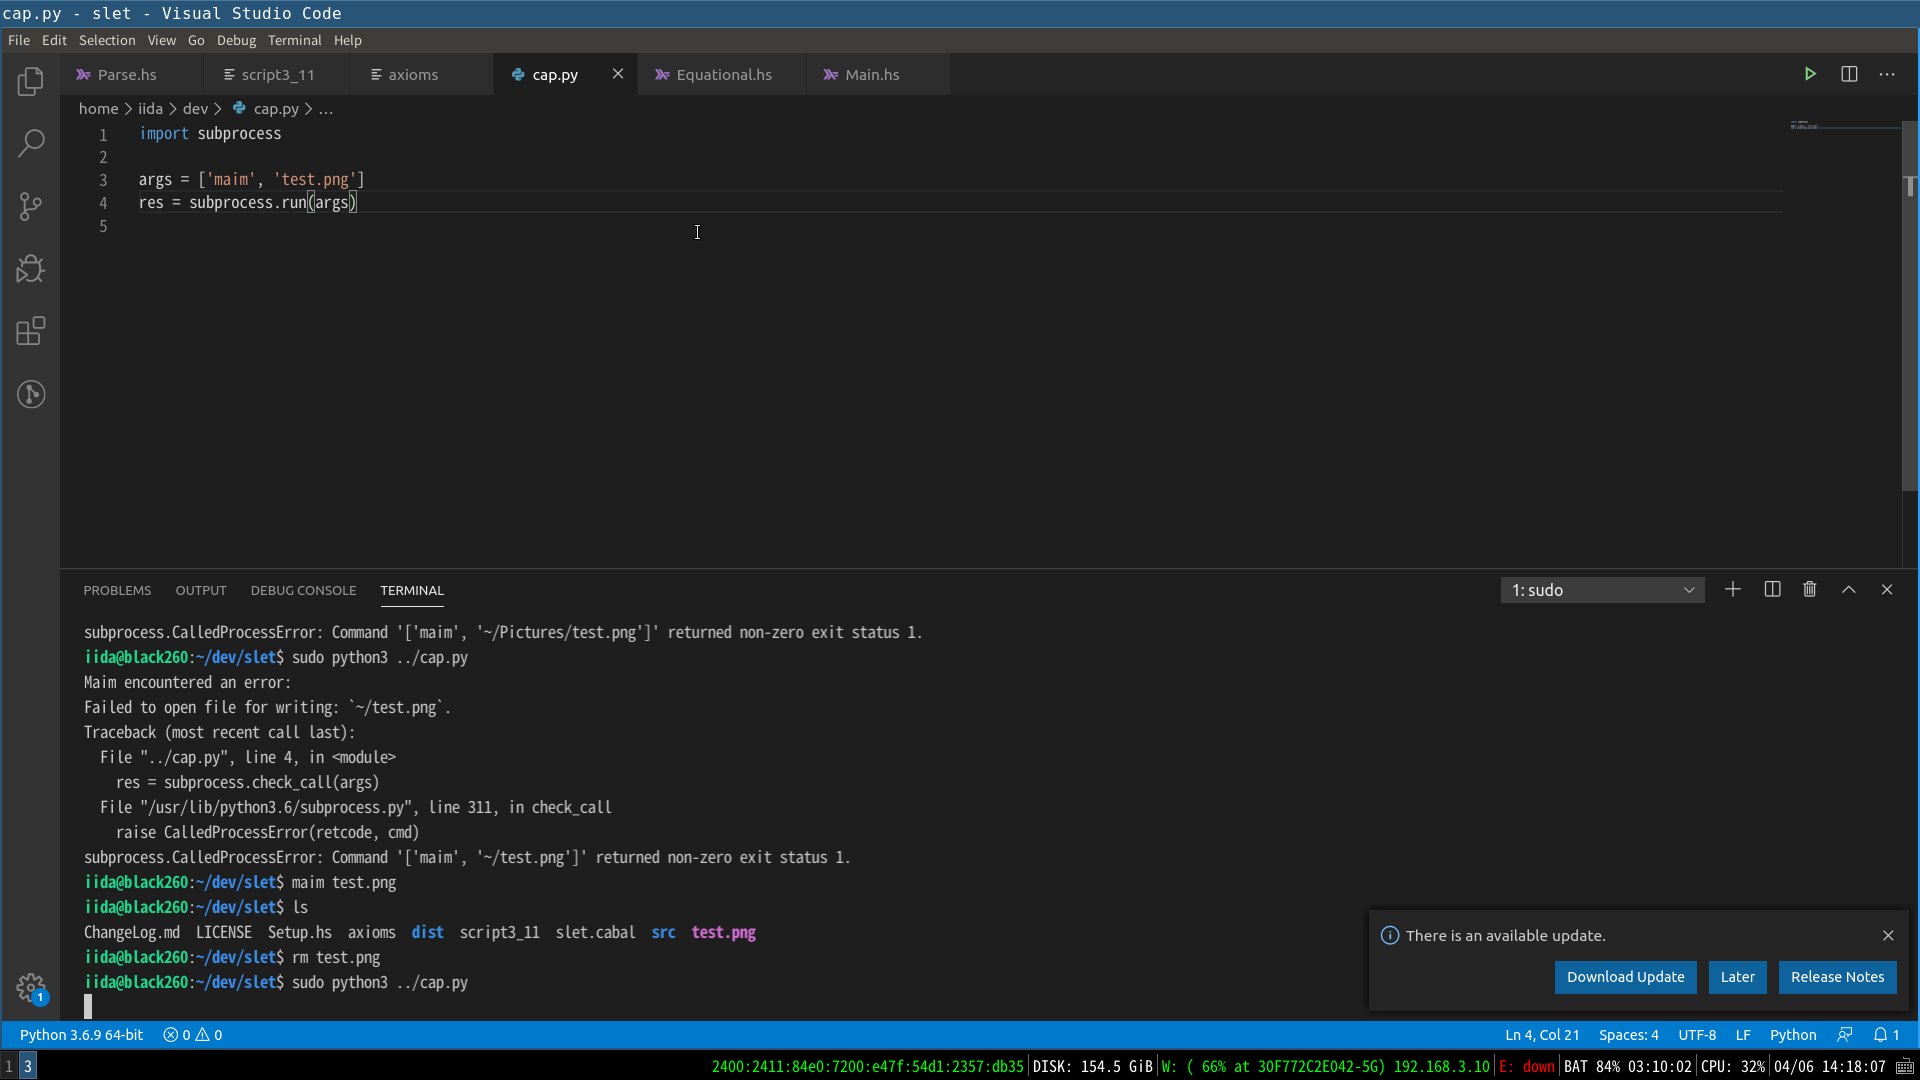 cap.py - slet - Visual Studio Code
File Edit Selection View Go Debug Terminal Help
Parse.hs script3_11 axioms cap.py Equational.hs Main.hs
home > iida > dev > cap.py > ...
1 import subprocess
2
3 args = ['maim', 'test.png']
4 res = subprocess.run(args)
5
PROBLEMS OUTPUT DEBUG CONSOLE TERMINAL 1: sudo
subprocess.CalledProcessError: Command '['maim', '~/Pictures/test.png']' returned non-zero exit status 1.
iida@black260:~/dev/slet$ sudo python3 ../cap.py
Maim encountered an error:
Failed to open file for writing: `~/test.png`.
Traceback (most recent call last):
File "../cap.py", line 4, in <module>
res = subprocess.check_call(args)
File "/usr/lib/python3.6/subprocess.py", line 311, in check_call
raise CalledProcessError(retcode, cmd)
subprocess.CalledProcessError: Command '['maim', '~/test.png']' returned non-zero exit status 1.
iida@black260:~/dev/slet$ maim test.png
iida@black260:~/dev/slet$ ls
ChangeLog.md LICENSE Setup.hs axioms dist script3_11 slet.cabal src test.png
iida@black260:~/dev/slet$ rm test.png
iida@black260:~/dev/slet$ sudo python3 ../cap.py
There is an available update.
Download Update Later Release Notes
1
Python 3.6.9 64-bit 0 0 Ln 4, Col 21 Spaces: 4 UTF-8 LF Python 1
1 3 2400:2411:84e0:7200:e47f:54d1:2357:db35 DISK: 154.5 GiB W: ( 66% at 30F772C2E042-5G) 192.168.3.10 E: down BAT 84% 03:10:02 CPU: 32% 04/06 14:18:07